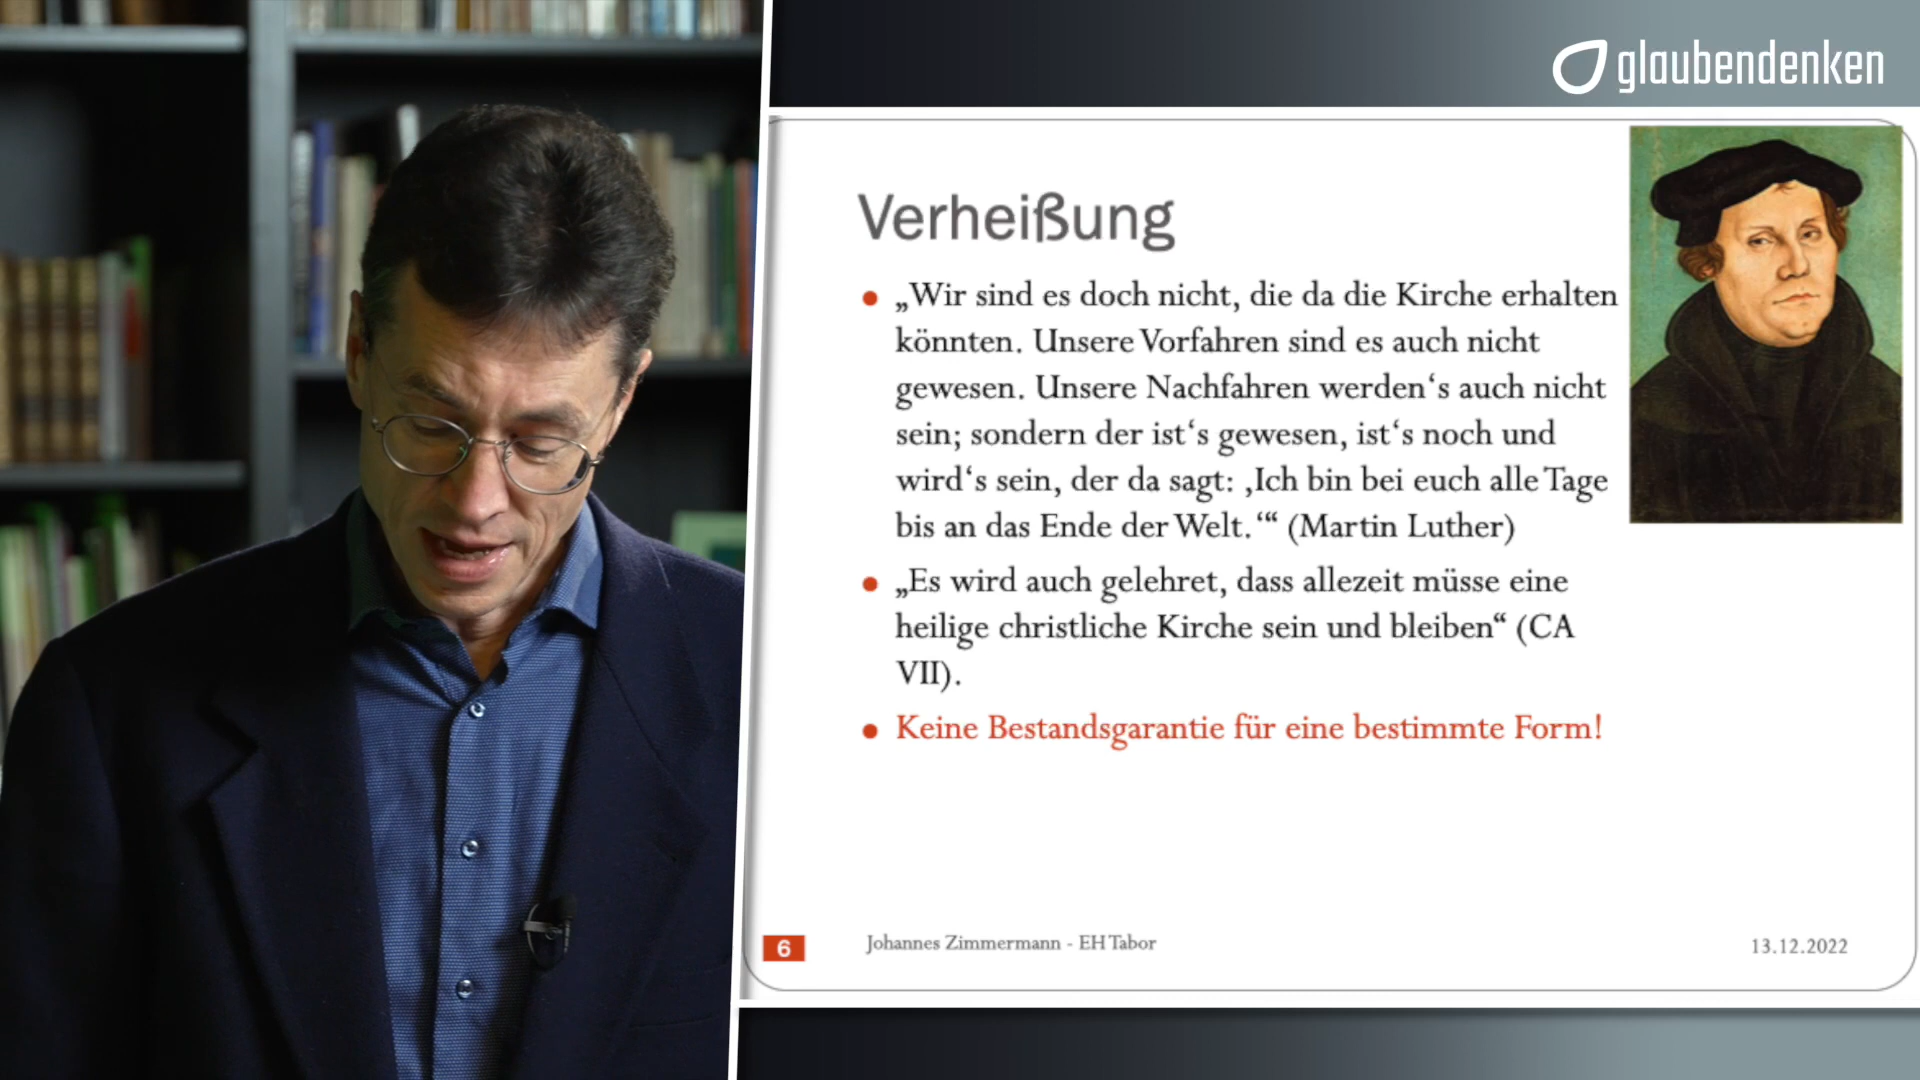 glaubendenken
Verheißung
„Wir sind es doch nicht, die da die Kirche erhalten
könnten. Unsere Vorfahren sind es auch nicht
gewesen. Unsere Nachfahren werden‘s auch nicht
sein; sondern der ist‘s gewesen, ist‘s noch und
wird‘s sein, der da sagt: ‚Ich bin bei euch alle Tage
bis an das Ende der Welt.‘“ (Martin Luther)
„Es wird auch gelehret, dass allezeit müsse eine
heilige christliche Kirche sein und bleiben“ (CA
VII).
Keine Bestandsgarantie für eine bestimmte Form!
6
Johannes Zimmermann - EH Tabor
13.12.2022